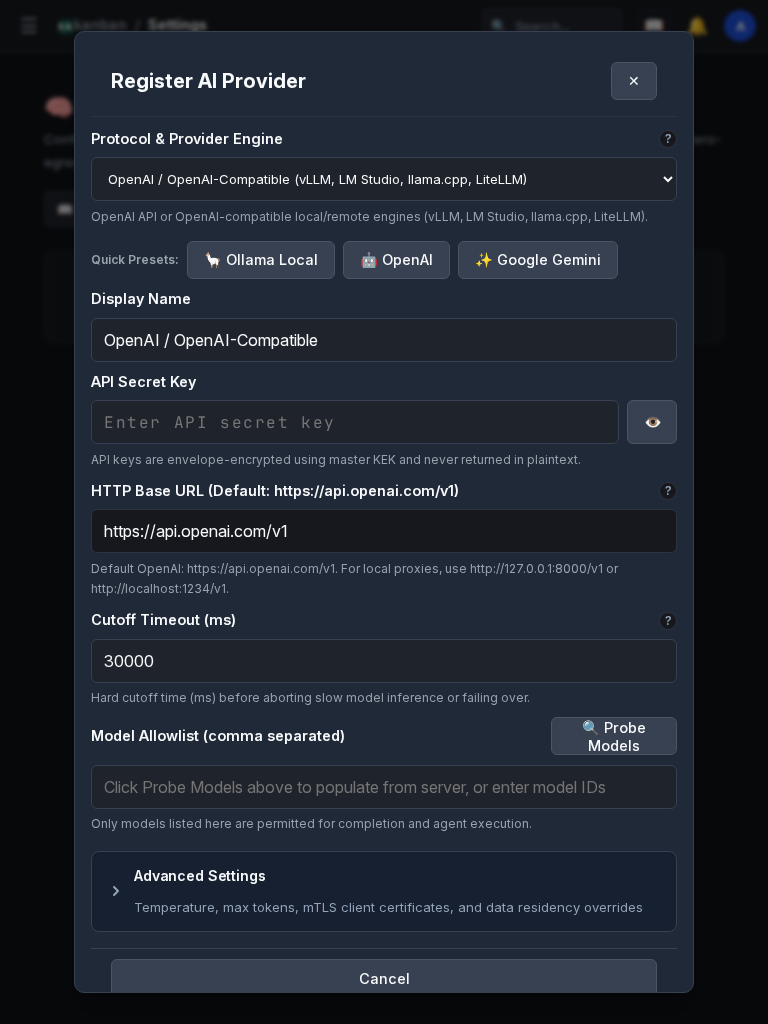 kanban / Settings
Search...
A
Register AI Provider
×
Protocol & Provider Engine
?
OpenAI / OpenAI-Compatible (vLLM, LM Studio, llama.cpp, LiteLLM)
OpenAI API or OpenAI-compatible local/remote engines (vLLM, LM Studio, llama.cpp, LiteLLM).
Quick Presets:
🦙 Ollama Local
🤖 OpenAI
✨ Google Gemini
Display Name
OpenAI / OpenAI-Compatible
API Secret Key
Enter API secret key
API keys are envelope-encrypted using master KEK and never returned in plaintext.
HTTP Base URL (Default: https://api.openai.com/v1)
?
https://api.openai.com/v1
Default OpenAI: https://api.openai.com/v1. For local proxies, use http://127.0.0.1:8000/v1 or
http://localhost:1234/v1.
Cutoff Timeout (ms)
?
30000
Hard cutoff time (ms) before aborting slow model inference or failing over.
Model Allowlist (comma separated)
🔍 Probe
Models
Click Probe Models above to populate from server, or enter model IDs
Only models listed here are permitted for completion and agent execution.
Advanced Settings
Temperature, max tokens, mTLS client certificates, and data residency overrides
Cancel